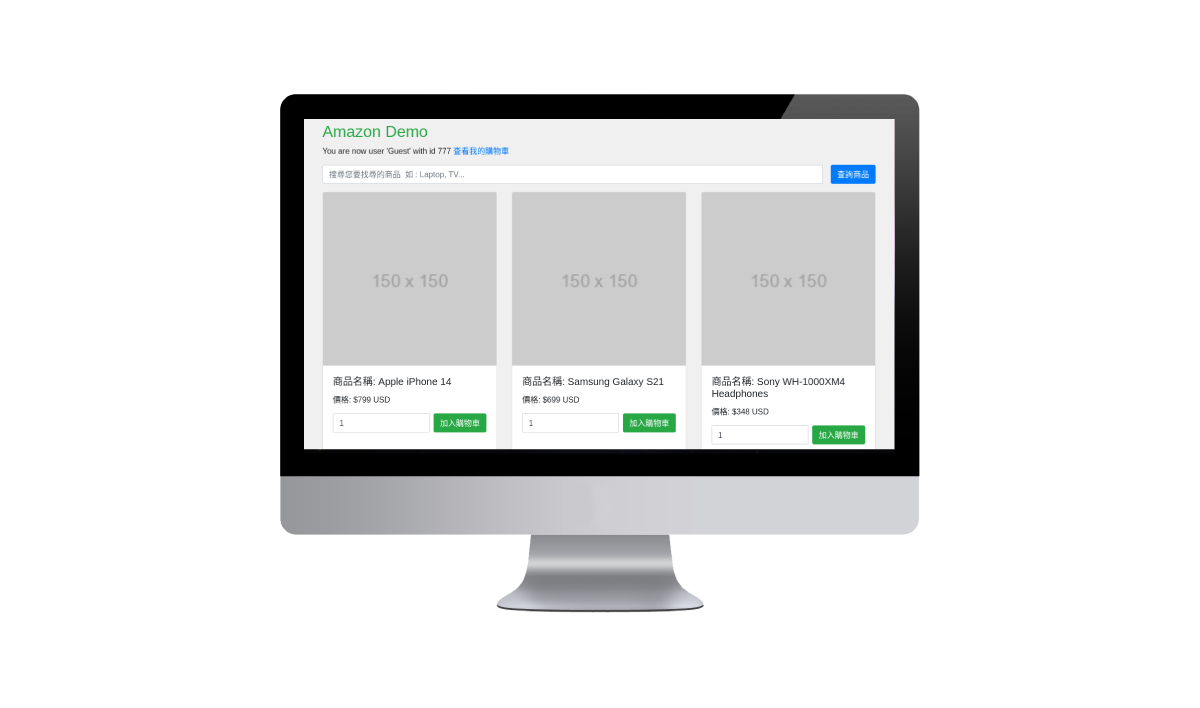 Amazon Demo
You are now user 'Guest' with id 777 查看我的購物車
搜尋您要找尋的商品 如 : Laptop, TV...
查詢商品
150 x 150
150 x 150
150 x 150
商品名稱: Apple iPhone 14
價格: $799 USD
1
加入購物車
商品名稱: Samsung Galaxy S21
價格: $699 USD
1
加入購物車
商品名稱: Sony WH-1000XM4
Headphones
價格: $348 USD
1
加入購物車